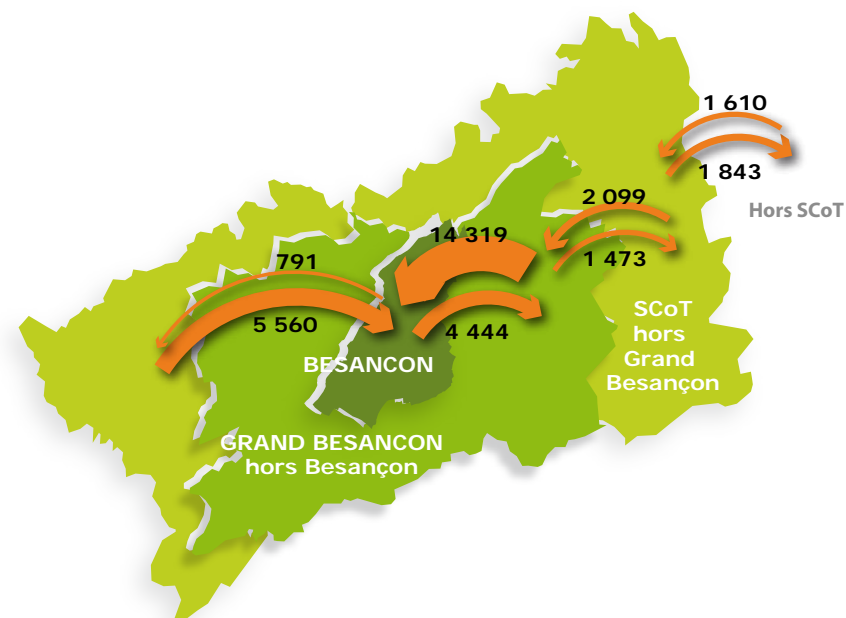 1 610
1 843
Hors SCoT
2 099
14 319
1 473
791
5 560
4 444
SCoT
hors
Grand
Besançon
BESANCON
GRAND BESANCON
hors Besançon